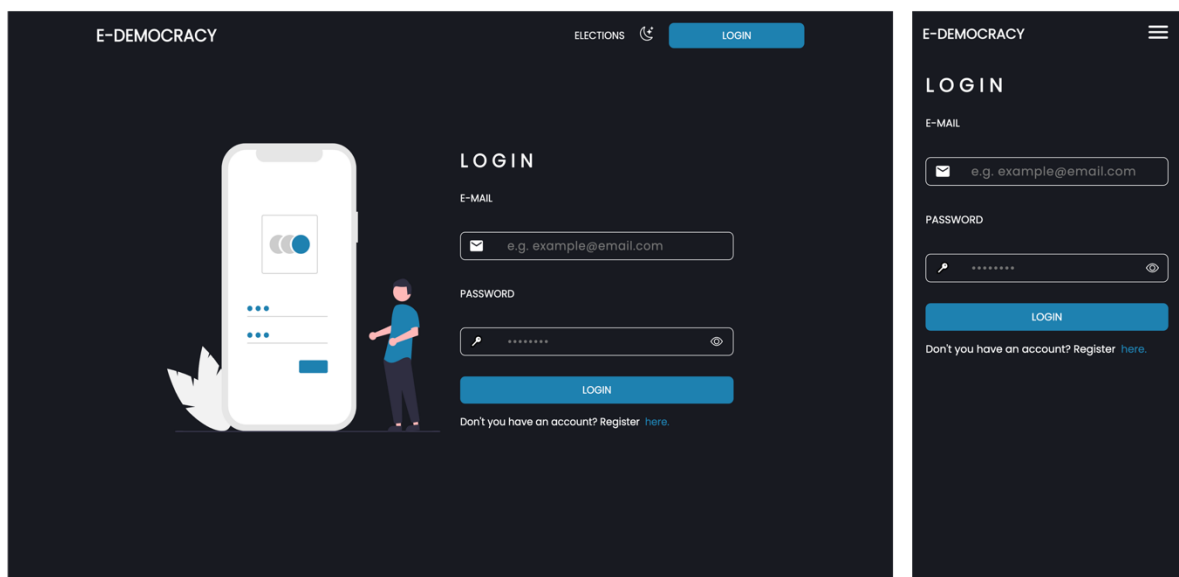 E-DEMOCRACY
ELECTIONS
LOGIN
LOGIN
E-MAIL
e.g. example@email.com
PASSWORD
••••••••
LOGIN
Don't you have an account? Register here.
E-DEMOCRACY
LOGIN
E-MAIL
e.g. example@email.com
PASSWORD
••••••••
LOGIN
Don't you have an account? Register here.